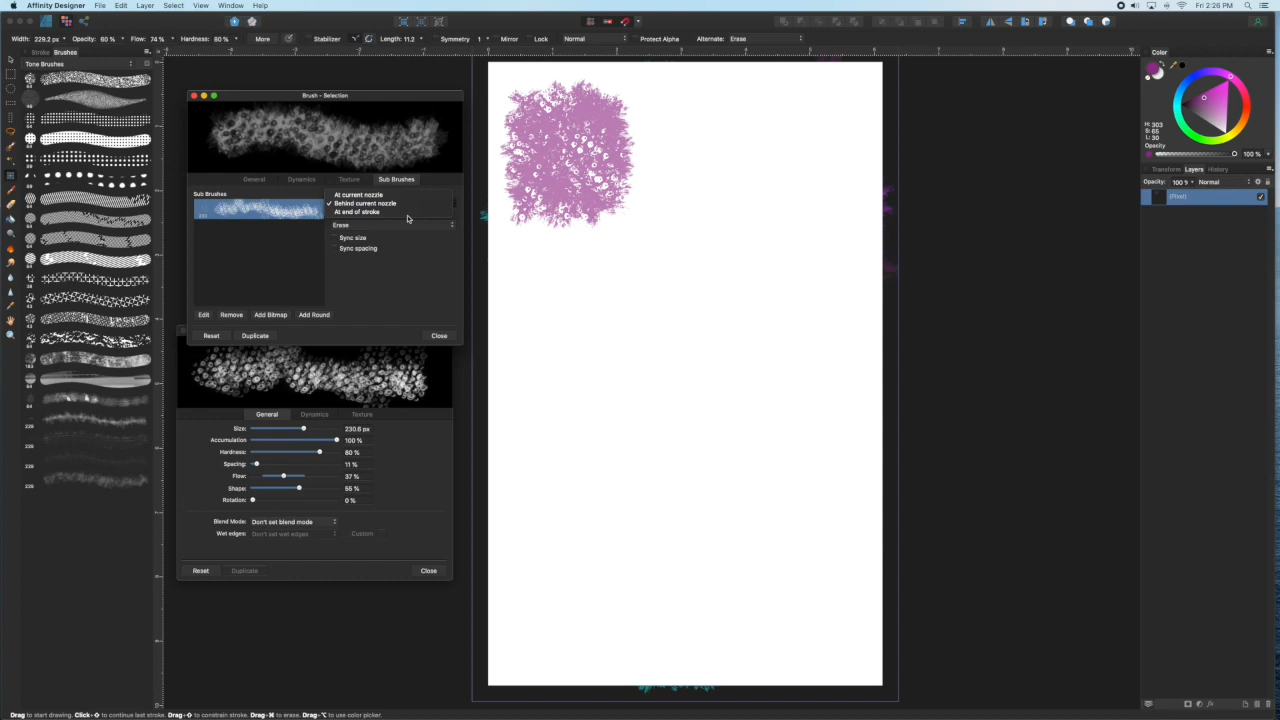 Affinity Designer File Edit Layer Select View Window Help
Fri 2:26 PM
Width: 229.2 px Opacity: 60 % Flow: 74 % Hardness: 80 % More Stabilizer Length: 11.2 Symmetry 1 Mirror Lock Normal Protect Alpha Alternate: Erase
Stroke Brushes
Tone Brushes
Brush - Selection
General Dynamics Texture Sub Brushes
Sub Brushes
At current nozzle
Behind current nozzle
At end of stroke
230
Erase
Sync size
Sync spacing
Edit Remove Add Bitmap Add Round
Reset Duplicate Close
General Dynamics Texture
Size: 230.6 px
Accumulation 100 %
Hardness: 80 %
Spacing: 11 %
Flow: 37 %
Shape: 55 %
Rotation: 0 %
Blend Mode: Don't set blend mode
Wet edges: Don't set wet edges Custom
Reset Duplicate Close
Color
H: 303
S: 65
L: 30
Opacity
100 %
Transform Layers History
Opacity: 100 % Normal
(Pixel)
Drag to start drawing. Click+⇧ to continue last stroke. Drag+⇧ to constrain stroke. Drag+⌘ to erase. Drag+⌥ to use color picker.